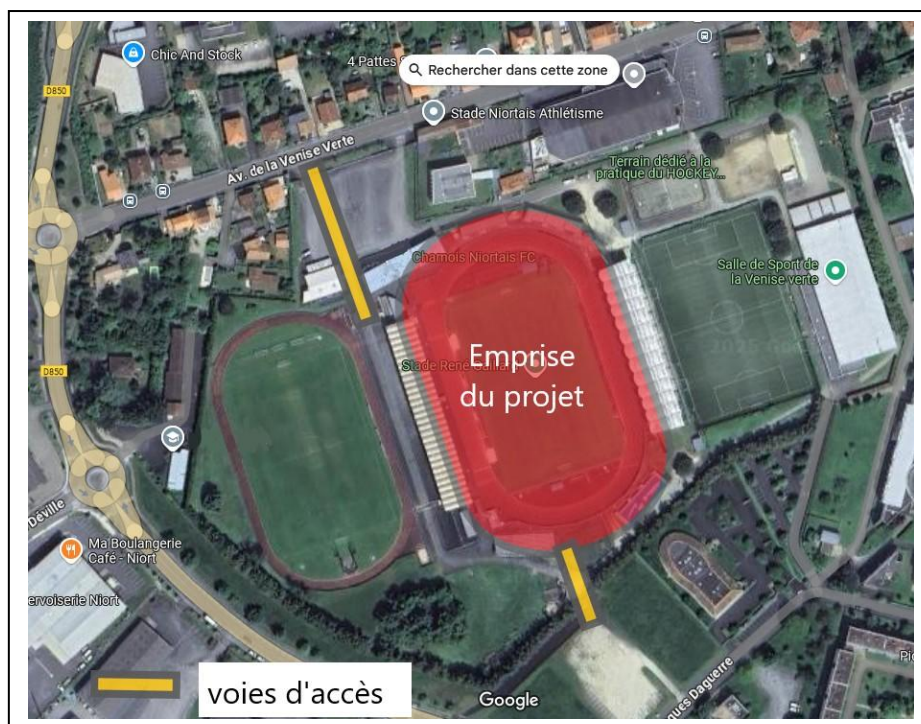 Chic And Stock
4 Pattes
Rechercher dans cette zone
D850
Stade Niortais Athlétisme
Av. de la Venise Verte
Terrain dédié à la
pratique du HOCKEY...
Chamois Niortais FC
Salle de Sport de
la Venise verte
Stade René
Emprise
du projet
D850
Déville
Ma Boulangerie
Café - Niort
ervoiserie Niort
voies d'accès
Google
ques Daguerre